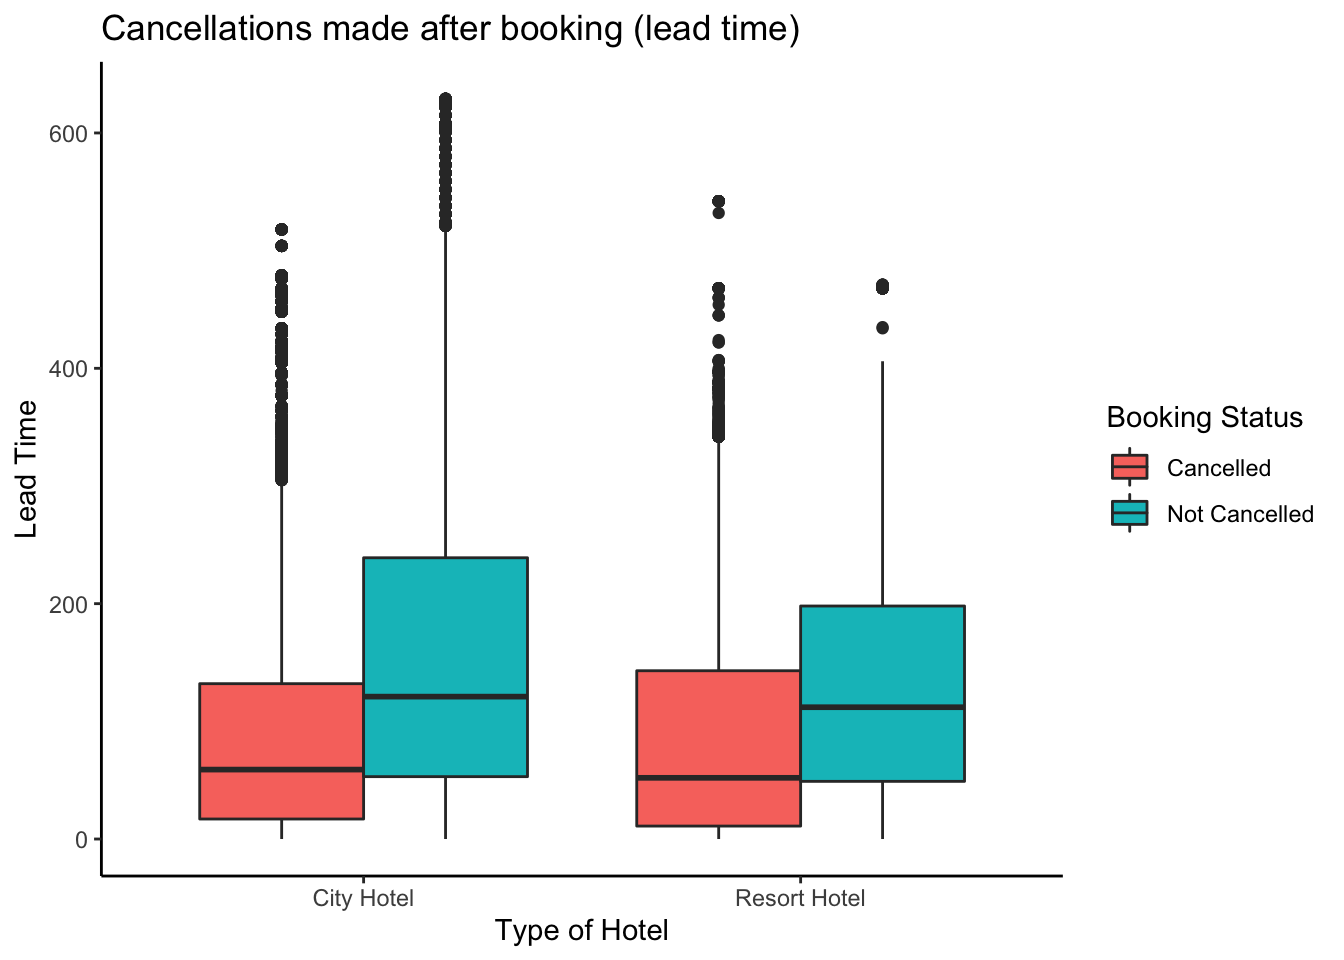 Cancellations made after booking (lead time)
600
400
200
0
Lead Time
City Hotel
Resort Hotel
Type of Hotel
Booking Status
Cancelled
Not Cancelled